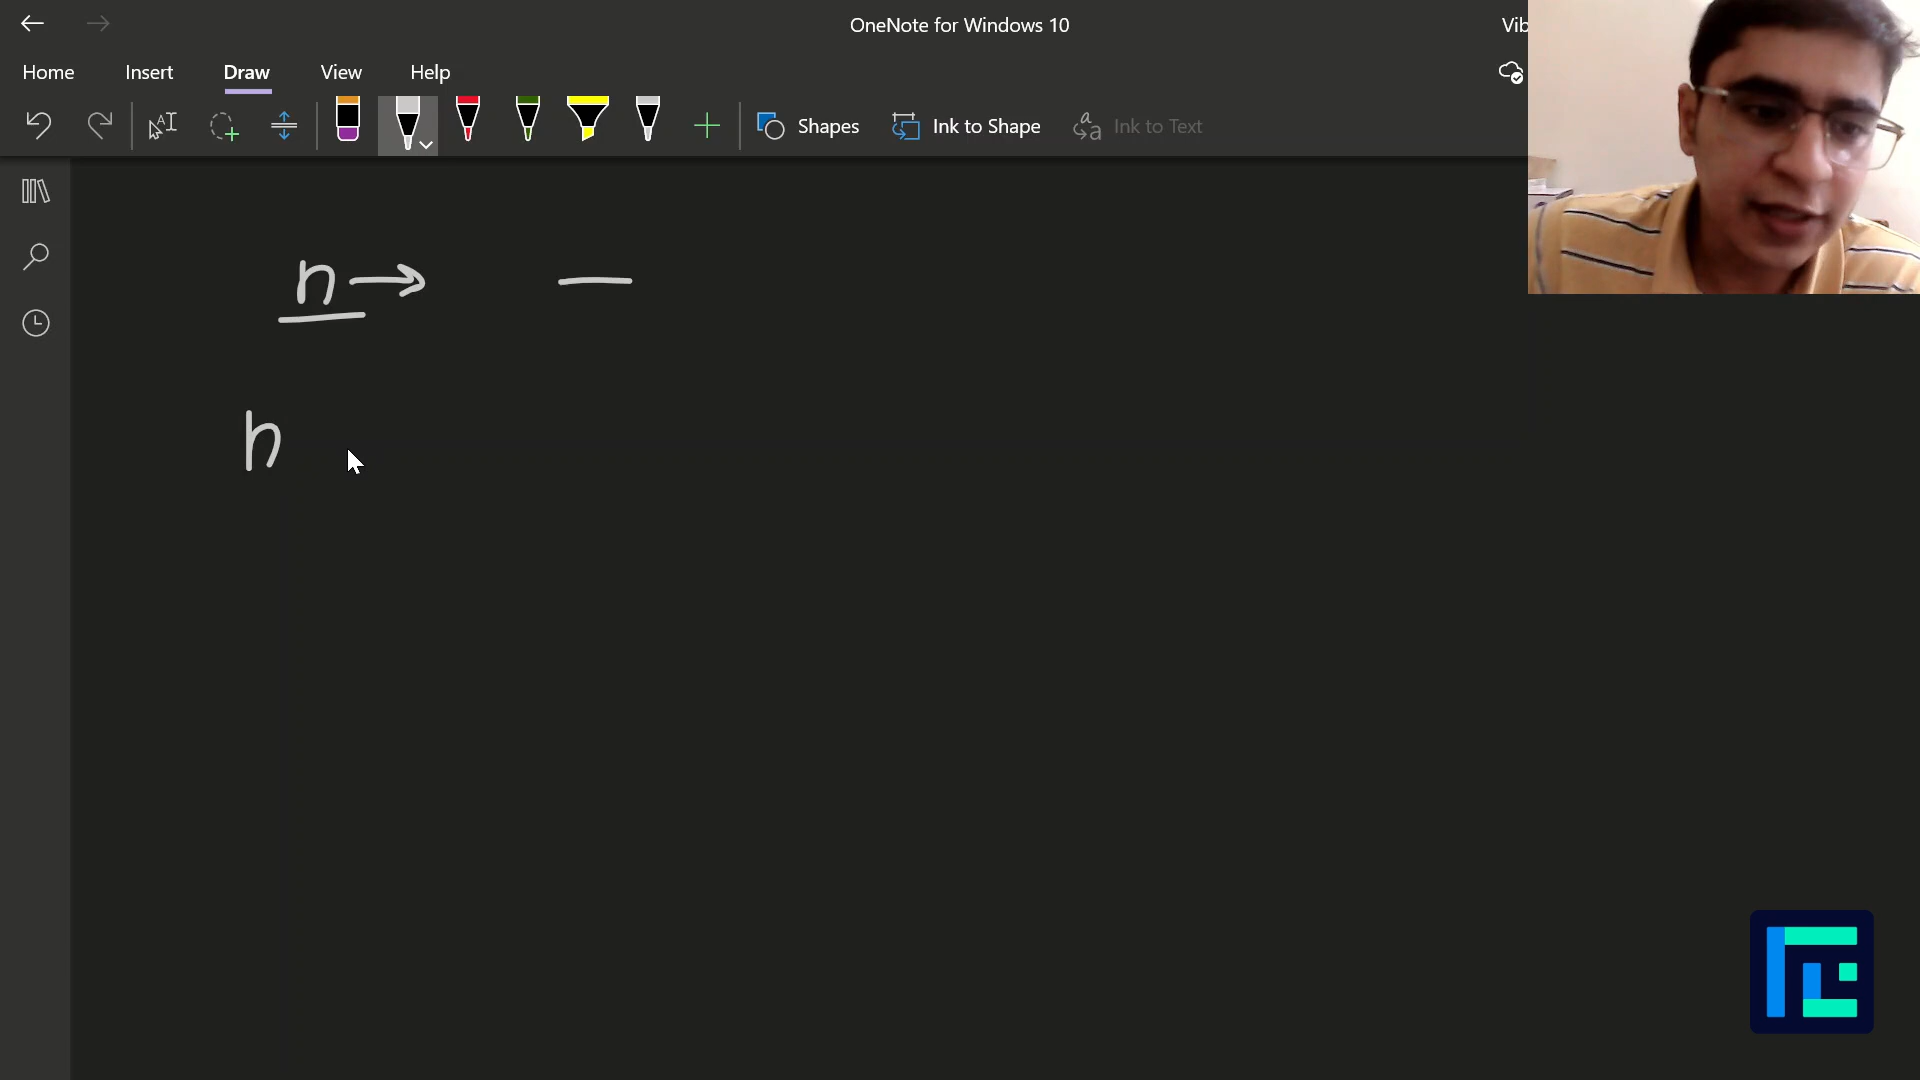 OneNote for Windows 10
Vib
Home Insert Draw View Help
Shapes Ink to Shape Ink to Text
n → —
n